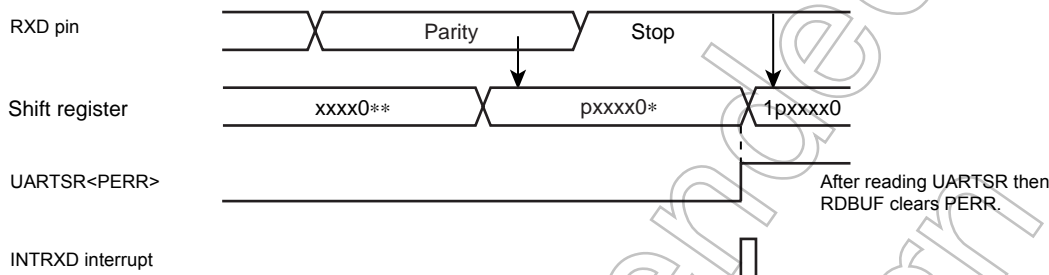 RXD pin
Parity
Stop
Shift register
xxxx0**
pxxxx0*
1pxxxx0
UARTSR<PERR>
After reading UARTSR then
RDBUF clears PERR.
INTRXD interrupt